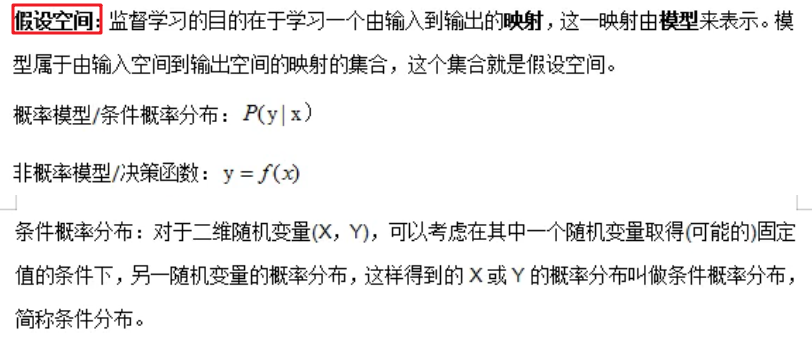 假设空间：监督学习的目的在于学习一个由输入到输出的映射，这一映射由模型来表示。模
型属于由输入空间到输出空间的映射的集合，这个集合就是假设空间。
概率模型/条件概率分布：P(y|x)
非概率模型/决策函数：y=f(x)
条件概率分布：对于二维随机变量(X，Y)，可以考虑在其中一个随机变量取得(可能的)固定
值的条件下，另一随机变量的概率分布，这样得到的 X 或 Y 的概率分布叫做条件概率分布，
简称条件分布。